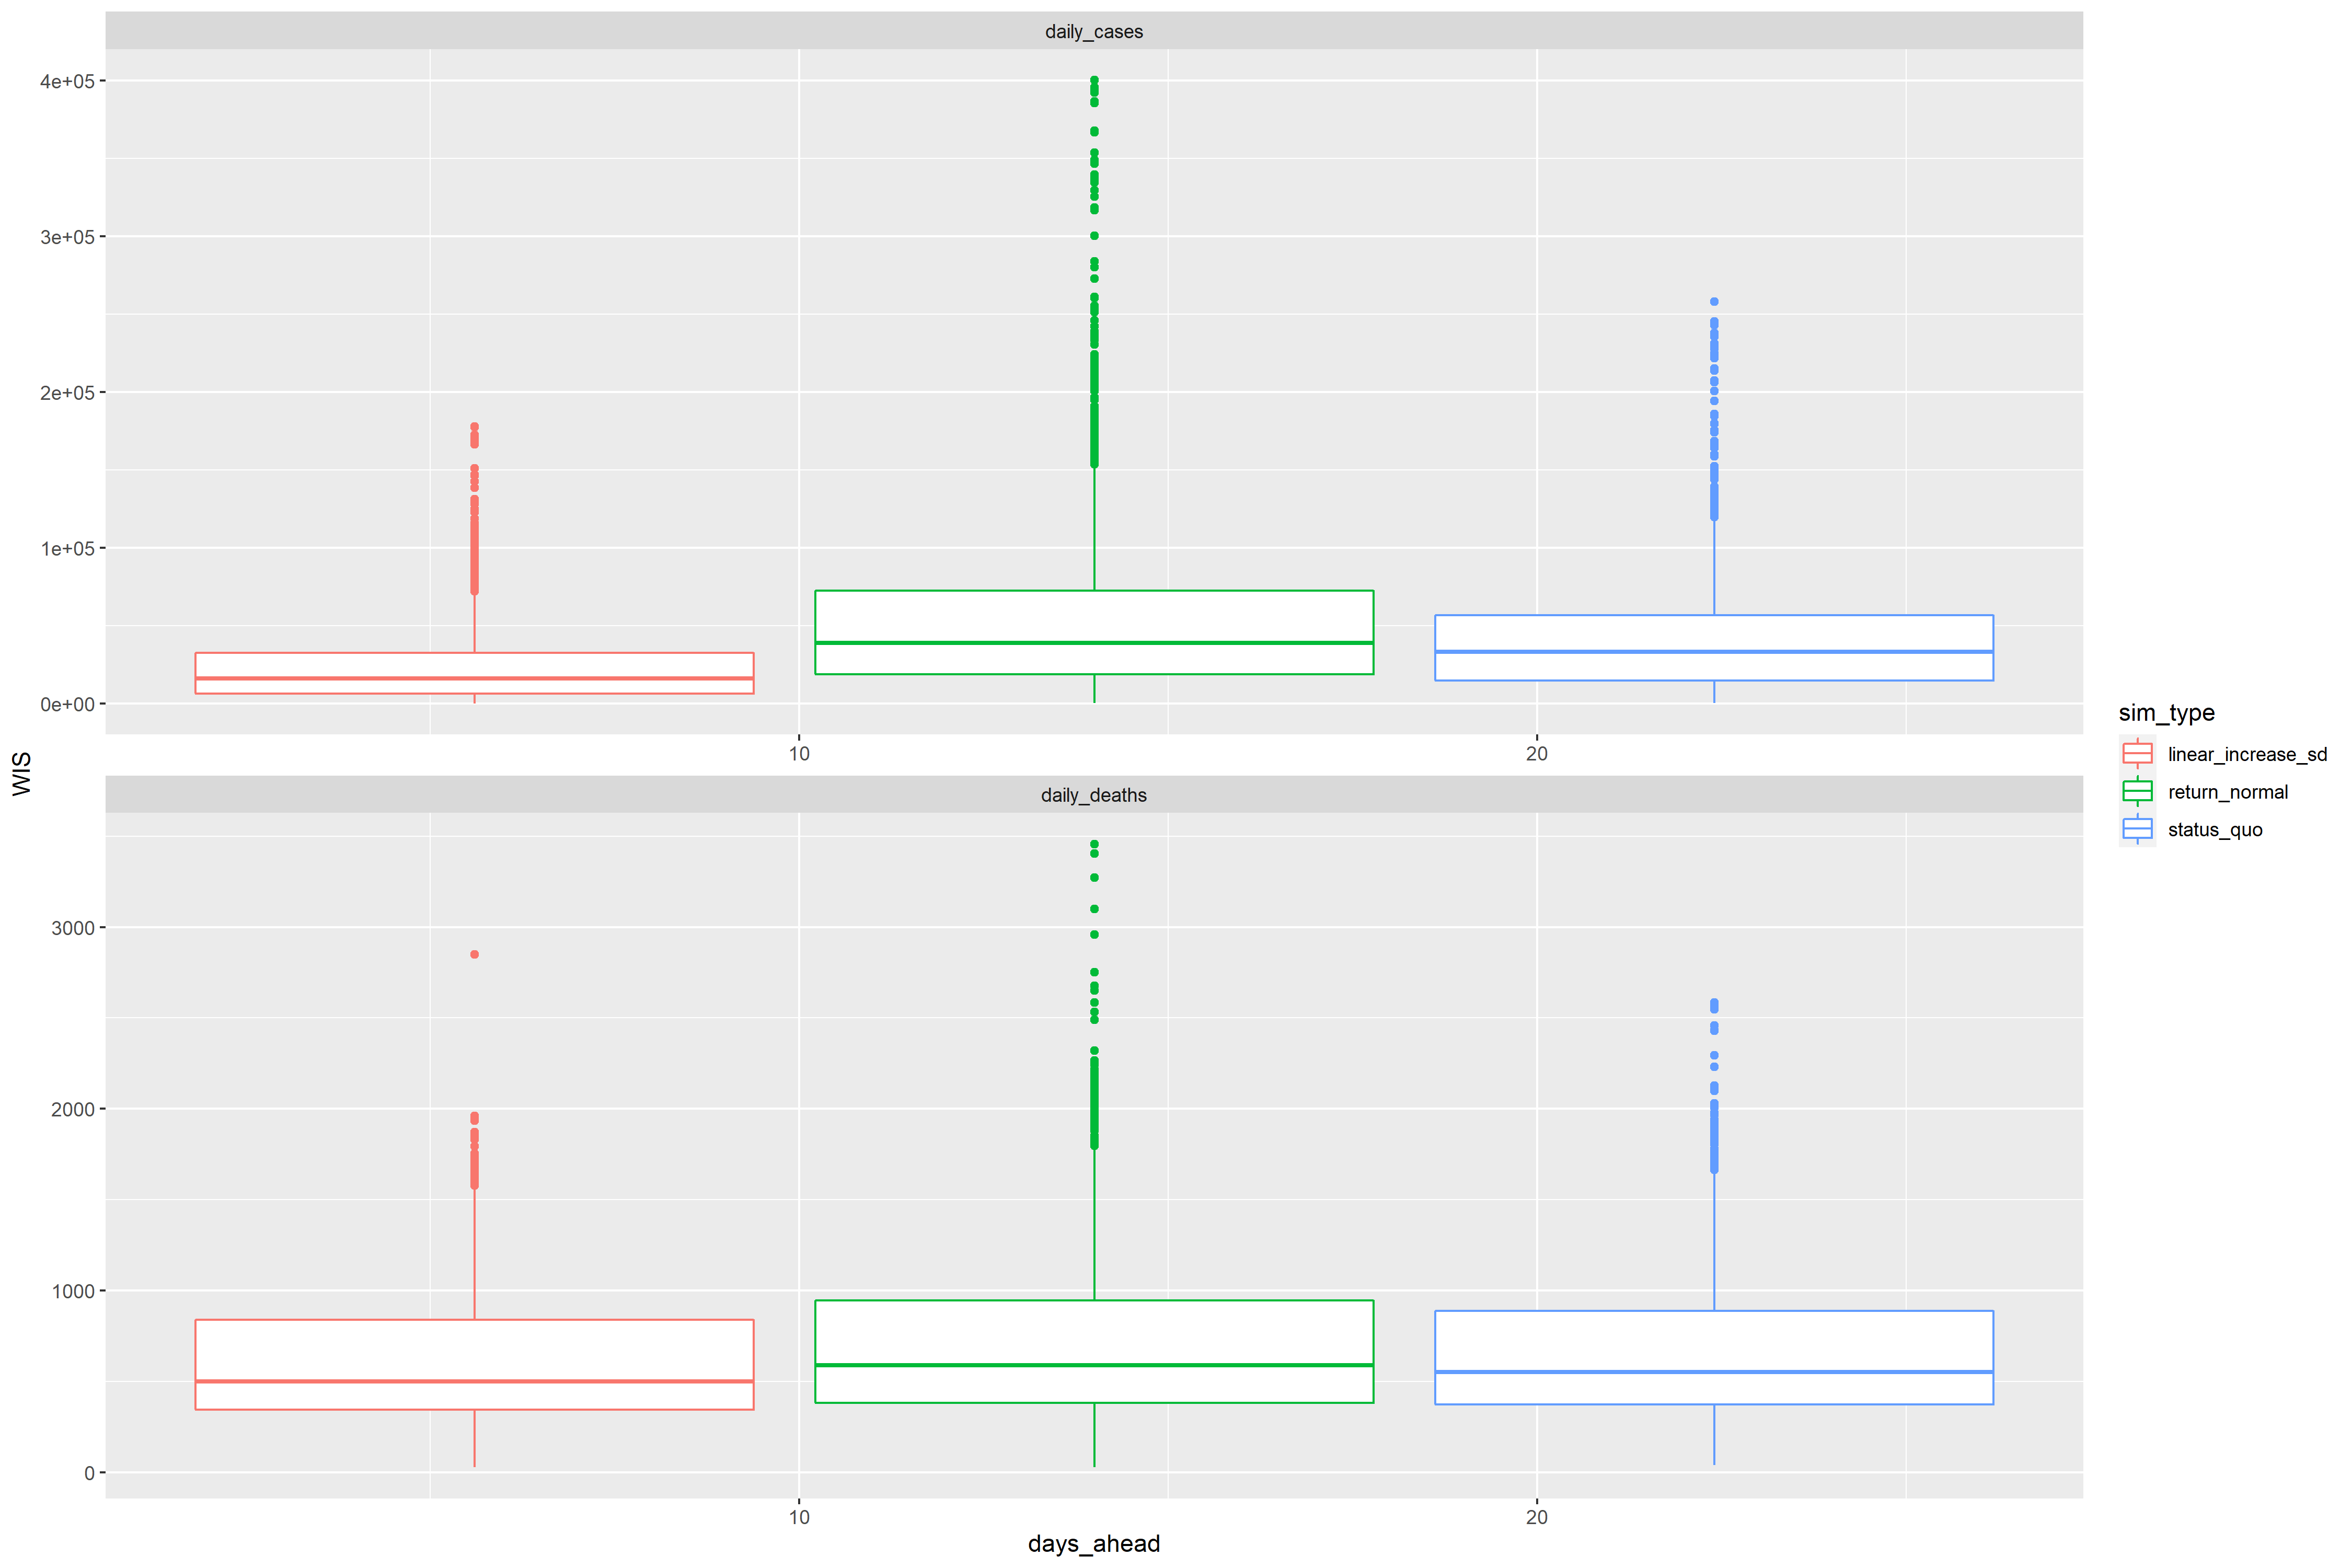 daily_cases
4e+05
3e+05
2e+05
1e+05
0e+00
10 20
daily_deaths
3000
2000
1000
0
10 20
days_ahead
WIS
sim_type
linear_increase_sd
return_normal
status_quo